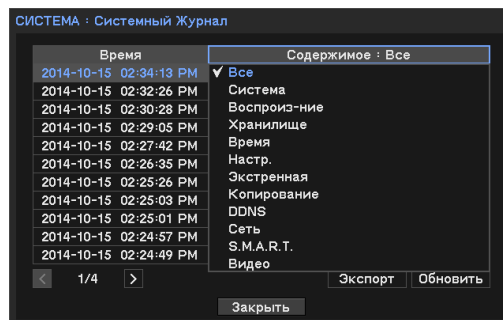 СИСТЕМА : Системный Журнал
Время Содержимое : Все
2014-10-15 02:34:13 PM ✔ Все
2014-10-15 02:32:26 PM Система
2014-10-15 02:30:28 PM Воспроиз-ние
2014-10-15 02:29:05 PM Хранилище
2014-10-15 02:27:42 PM Время
2014-10-15 02:26:35 PM Настр.
2014-10-15 02:25:26 PM Экстренная
2014-10-15 02:25:03 PM Копирование
2014-10-15 02:25:01 PM DDNS
2014-10-15 02:24:57 PM Сеть
2014-10-15 02:24:49 PM S.M.A.R.T.
Видео
< 1/4 > Экспорт Обновить
Закрыть